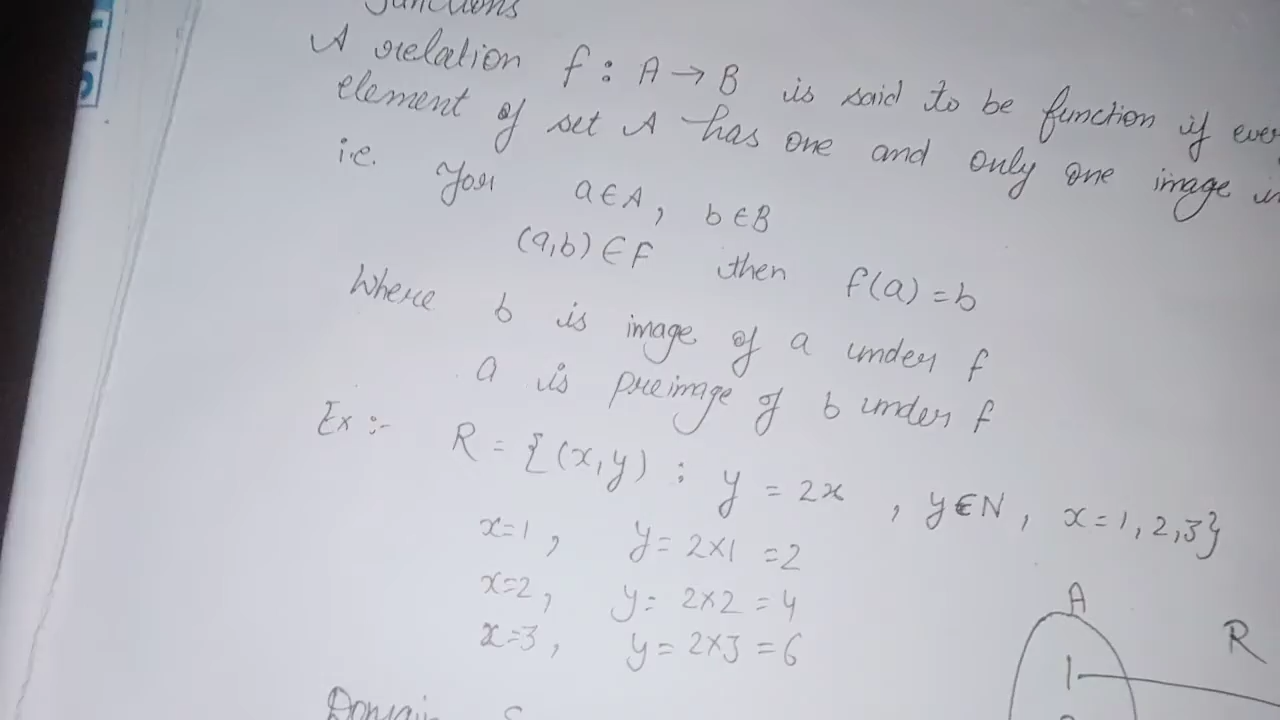 Functions
A relation f : A → B is said to be function if
element of set A has one and only one image
i.e. for a ∈ A, b ∈ B
(a,b) ∈ F then f(a) = b
Where b is image of a under f
a is preimage of b under f
Ex :- R = {(x,y) : y = 2x , y ∈ N, x = 1, 2, 3}
x=1, y = 2×1 = 2
x=2, y = 2×2 = 4
x=3, y = 2×3 = 6
A
R
1
Domain